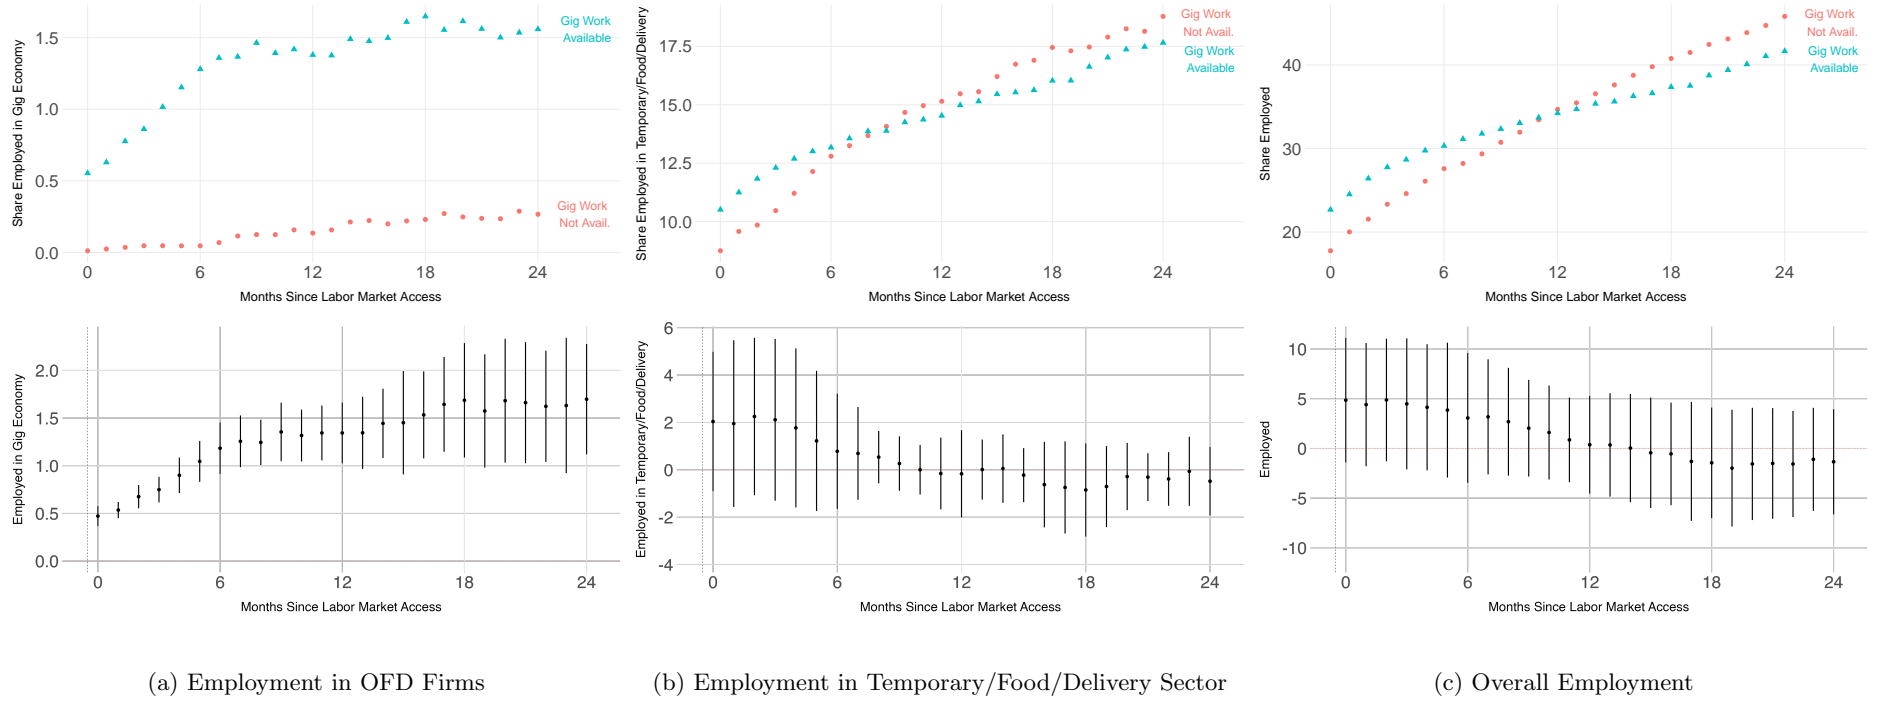 Share Employed in Gig Economy
1.5
1.0
0.5
0.0
Gig Work
Available
Gig Work
Not Avail.
0 6 12 18 24
Months Since Labor Market Access
Share Employed in Temporary/Food/Delivery
17.5
15.0
12.5
10.0
Gig Work
Not Avail.
Gig Work
Available
0 6 12 18 24
Months Since Labor Market Access
Share Employed
40
30
20
Gig Work
Not Avail.
Gig Work
Available
0 6 12 18 24
Months Since Labor Market Access
Employed in Gig Economy
2.0
1.5
1.0
0.5
0.0
0 6 12 18 24
Months Since Labor Market Access
Employed in Temporary/Food/Delivery
6
4
2
0
-2
-4
0 6 12 18 24
Months Since Labor Market Access
Employed
10
5
0
-5
-10
0 6 12 18 24
Months Since Labor Market Access
(a) Employment in OFD Firms
(b) Employment in Temporary/Food/Delivery Sector
(c) Overall Employment